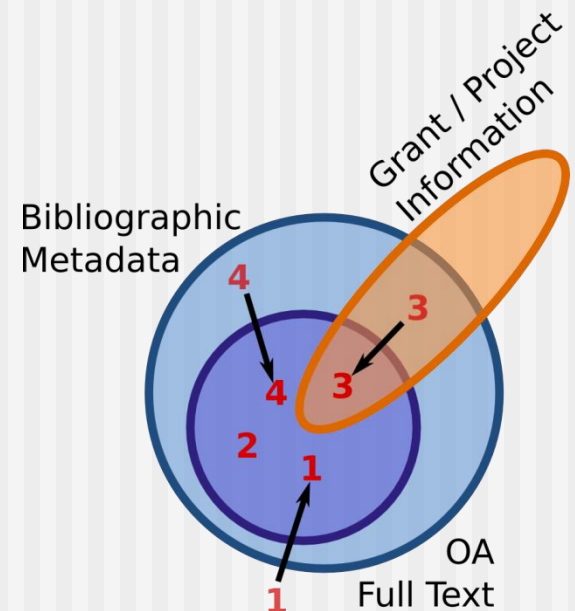 Grant / Project
Information
Bibliographic
Metadata
4
3
4
3
2
1
1
OA
Full Text